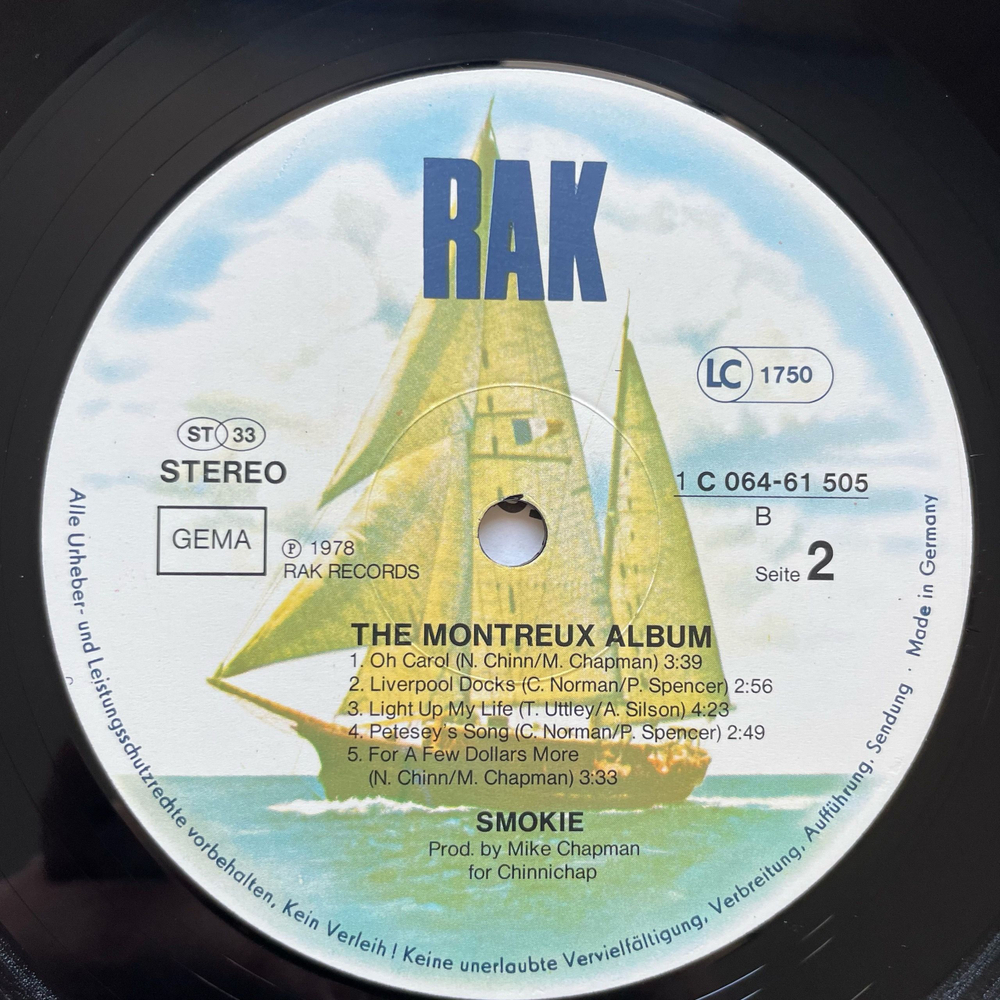 RAK
LC 1750
ST 33
STEREO
GEMA
℗ 1978
RAK RECORDS
1 C 064-61 505
B
Seite 2
THE MONTREUX ALBUM
1. Oh Carol (N. Chinn/M. Chapman) 3:39
2. Liverpool Docks (C. Norman/P. Spencer) 2:56
3. Light Up My Life (T. Uttley/A. Silson) 4:23
4. Petesey's Song (C. Norman/P. Spencer) 2:49
5. For A Few Dollars More
(N. Chinn/M. Chapman) 3:33
SMOKIE
Prod. by Mike Chapman
for Chinnichap
Alle Urheber- und Leistungsschutzrechte vorbehalten, Kein Verleih! Keine unerlaubte Vervielfältigung, Verbreitung, Aufführung, Sendung · Made in Germany